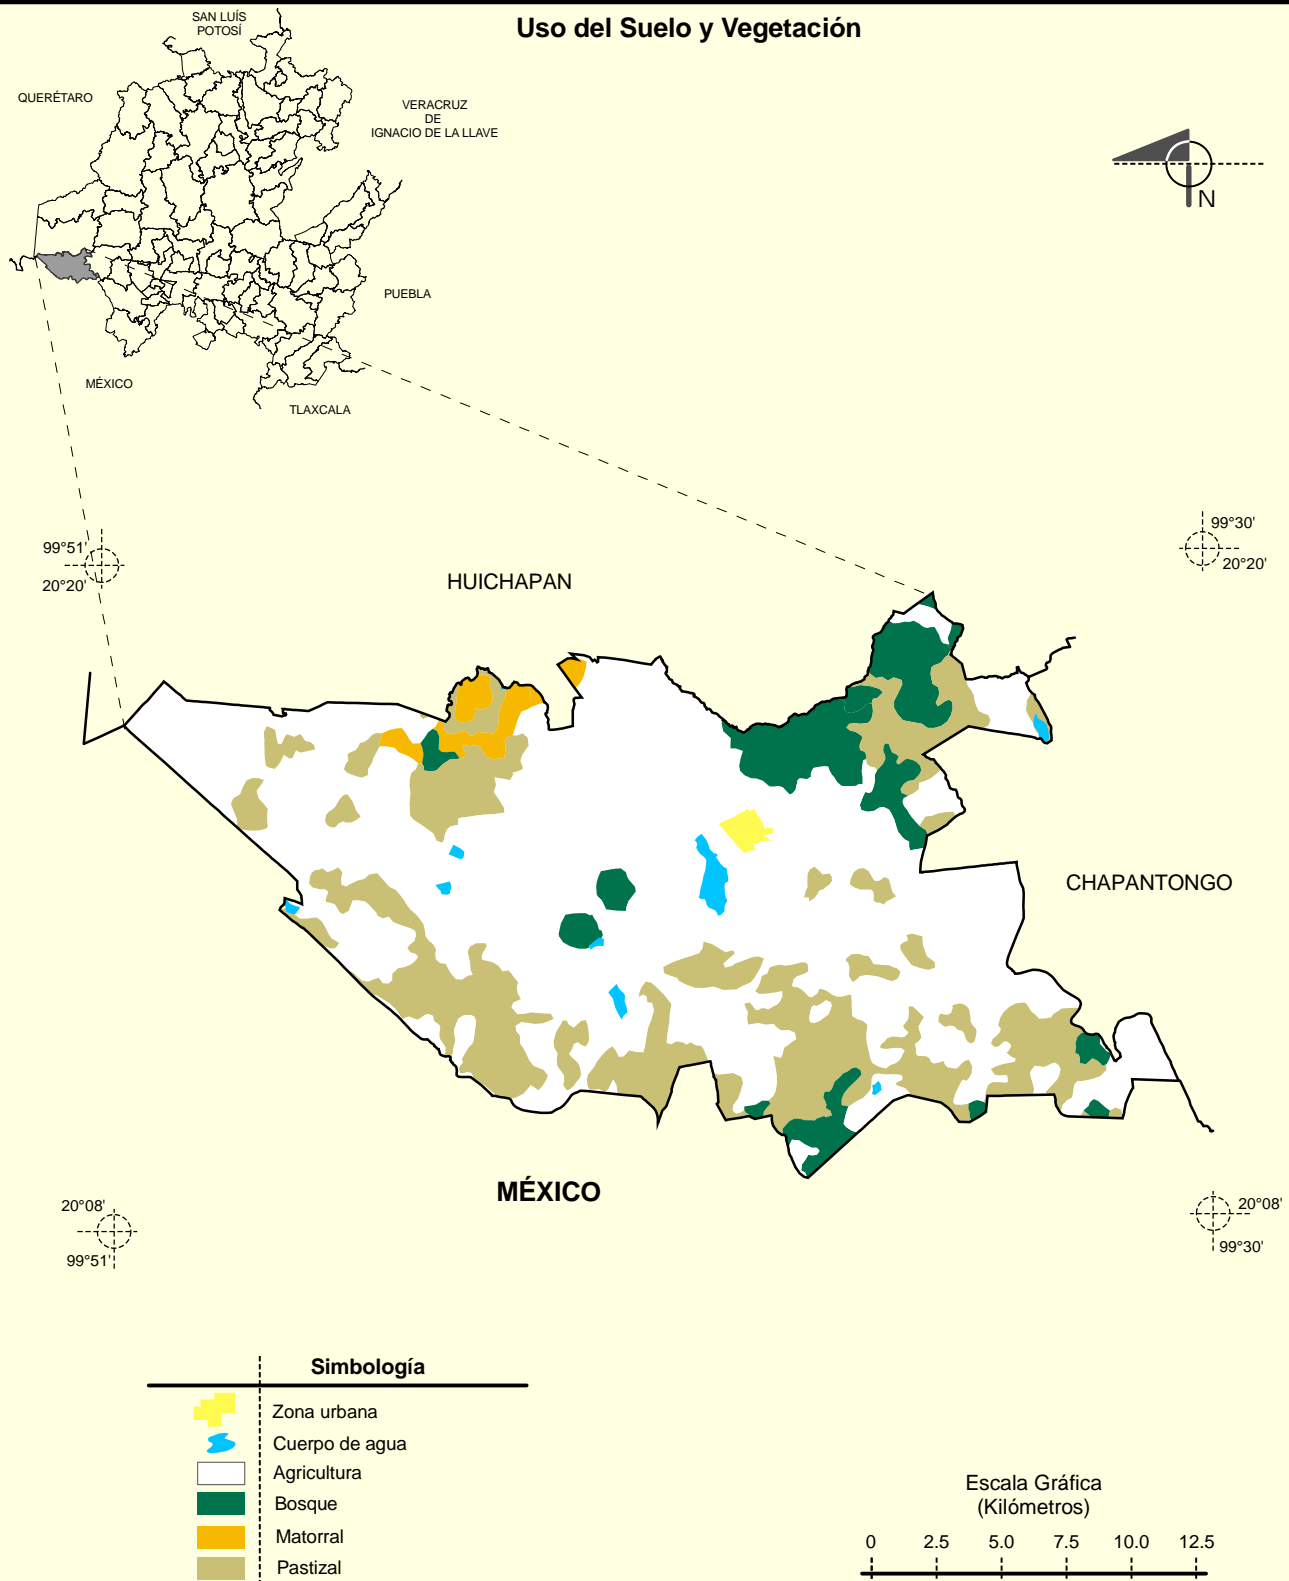 Uso del Suelo y Vegetación
SAN LUÍS
POTOSÍ
QUERÉTARO
VERACRUZ
DE
IGNACIO DE LA LLAVE
N
PUEBLA
MÉXICO
TLAXCALA
99°51'
20°20'
99°30'
20°20'
HUICHAPAN
CHAPANTONGO
MÉXICO
20°08'
99°51'
20°08'
99°30'
Simbología
Zona urbana
Cuerpo de agua
Agricultura
Bosque
Matorral
Pastizal
Escala Gráfica
(Kilómetros)
0 2.5 5.0 7.5 10.0 12.5